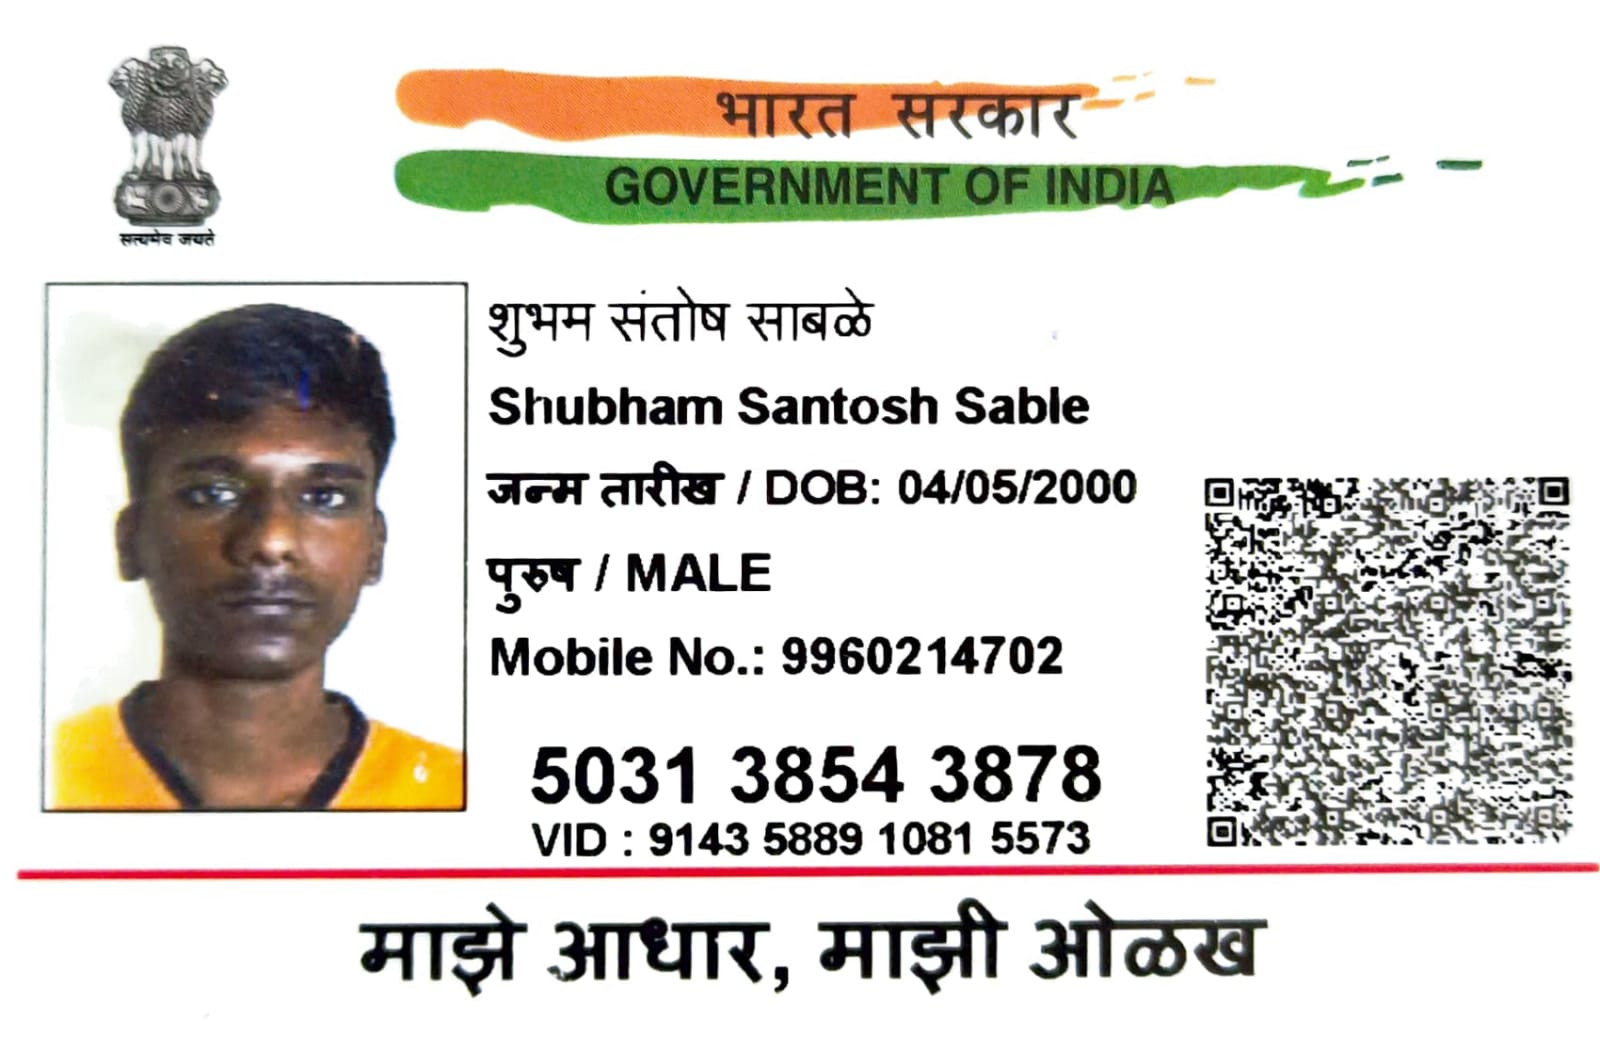 भारत सरकार
GOVERNMENT OF INDIA
सत्यमेव जयते
शुभम संतोष साबळे
Shubham Santosh Sable
जन्म तारीख / DOB: 04/05/2000
पुरुष / MALE
Mobile No.: 9960214702
5031 3854 3878
VID : 9143 5889 1081 5573
माझे आधार, माझी ओळख